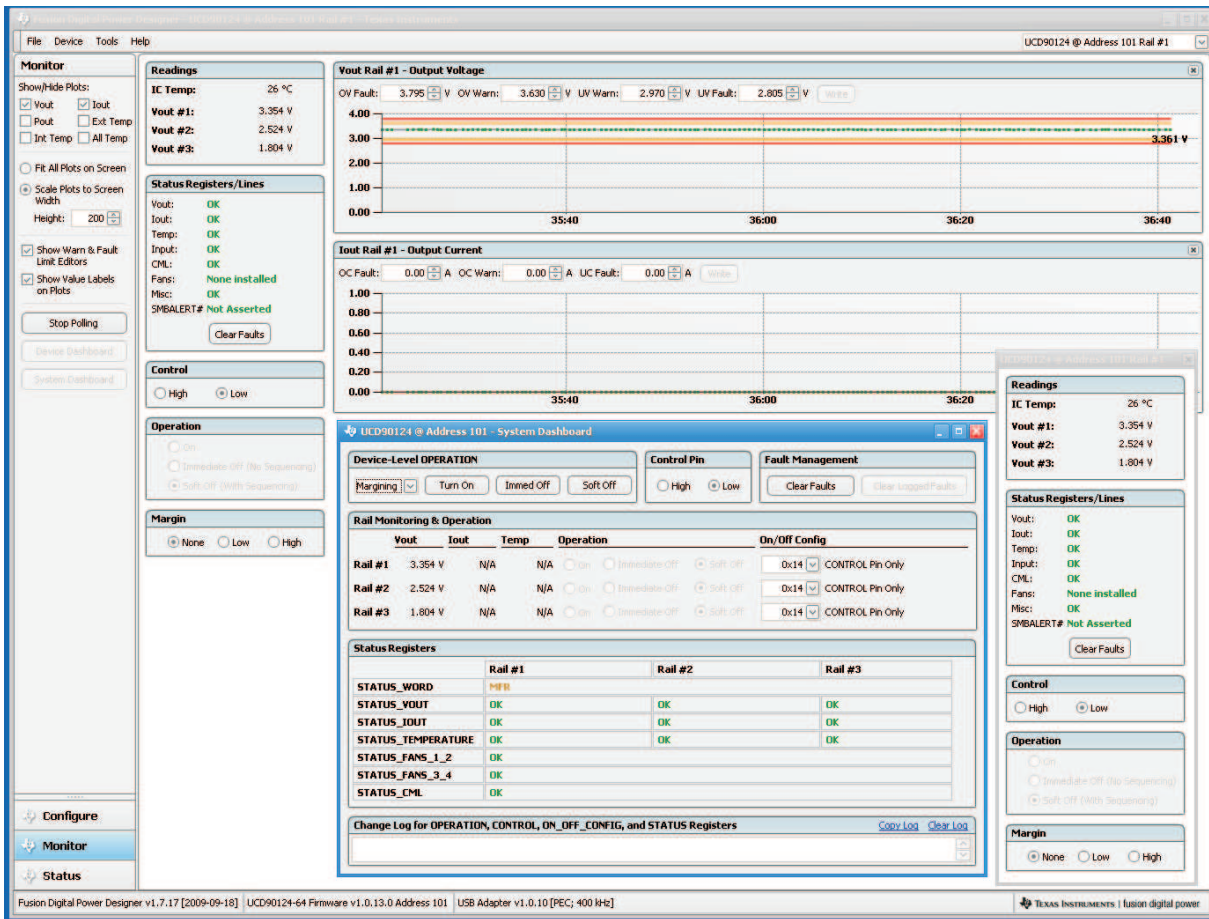 Fusion Digital Power Designer - UCD90124 @ Address 101 Rail #1 - Texas Instruments
File Device Tools Help
UCD90124 @ Address 101 Rail #1
Monitor
Show/Hide Plots:
Vout Iout
Pout Ext Temp
Int Temp All Temp
Fit All Plots on Screen
Scale Plots to Screen
Width
Height: 200
Show Warn & Fault
Limit Editors
Show Value Labels
on Plots
Stop Polling
Device Dashboard
System Dashboard
Configure
Monitor
Status
Readings
IC Temp: 26 °C
Vout #1: 3.354 V
Vout #2: 2.524 V
Vout #3: 1.804 V
Status Registers/Lines
Vout: OK
Iout: OK
Temp: OK
Input: OK
CML: OK
Fans: None installed
Misc: OK
SMBALERT# Not Asserted
Clear Faults
Control
High Low
Operation
On
Immediate Off (No Sequencing)
Soft Off (With Sequencing)
Margin
None Low High
Vout Rail #1 - Output Voltage
OV Fault: 3.795 V OV Warn: 3.630 V UV Warn: 2.970 V UV Fault: 2.805 V Write
4.00
3.00
3.361 V
2.00
1.00
0.00
35:40 36:00 36:20 36:40
Iout Rail #1 - Output Current
OC Fault: 0.00 A OC Warn: 0.00 A UC Fault: 0.00 A Write
1.00
0.80
0.60
0.40
0.20
0.00
35:40 36:00 36:20
UCD90124 @ Address 101 - System Dashboard
Device-Level OPERATION
Margining Turn On Immed Off Soft Off
Control Pin
High Low
Fault Management
Clear Faults Clear Logged Faults
Rail Monitoring & Operation
Vout Iout Temp Operation On/Off Config
Rail #1 3.354 V N/A N/A On Immediate Off Soft Off 0x14 CONTROL Pin Only
Rail #2 2.524 V N/A N/A On Immediate Off Soft Off 0x14 CONTROL Pin Only
Rail #3 1.804 V N/A N/A On Immediate Off Soft Off 0x14 CONTROL Pin Only
Status Registers
Rail #1 Rail #2 Rail #3
STATUS_WORD MFR
STATUS_VOUT OK OK OK
STATUS_IOUT OK OK OK
STATUS_TEMPERATURE OK OK OK
STATUS_FANS_1_2 OK
STATUS_FANS_3_4 OK
STATUS_CML OK
Change Log for OPERATION, CONTROL, ON_OFF_CONFIG, and STATUS Registers Copy Log Clear Log
UCD90124 @ Address 101 Rail #1
Readings
IC Temp: 26 °C
Vout #1: 3.354 V
Vout #2: 2.524 V
Vout #3: 1.804 V
Status Registers/Lines
Vout: OK
Iout: OK
Temp: OK
Input: OK
CML: OK
Fans: None installed
Misc: OK
SMBALERT# Not Asserted
Clear Faults
Control
High Low
Operation
On
Immediate Off (No Sequencing)
Soft Off (With Sequencing)
Margin
None Low High
Fusion Digital Power Designer v1.7.17 [2009-09-18] UCD90124-64 Firmware v1.0.13.0 Address 101 USB Adapter v1.0.10 [PEC; 400 kHz]
TEXAS INSTRUMENTS | fusion digital power